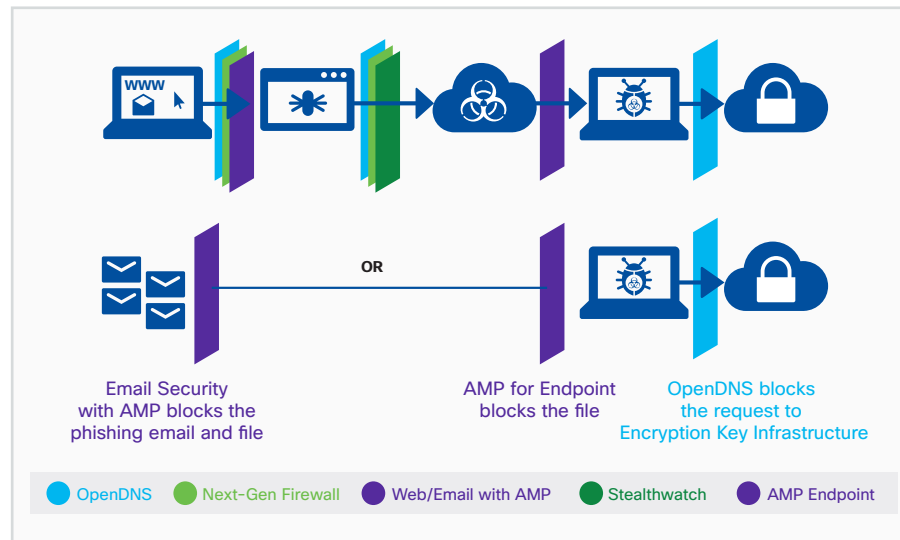 WWW
OR
Email Security
with AMP blocks the
phishing email and file
AMP for Endpoint
blocks the file
OpenDNS blocks
the request to
Encryption Key Infrastructure
OpenDNS
Next-Gen Firewall
Web/Email with AMP
Stealthwatch
AMP Endpoint